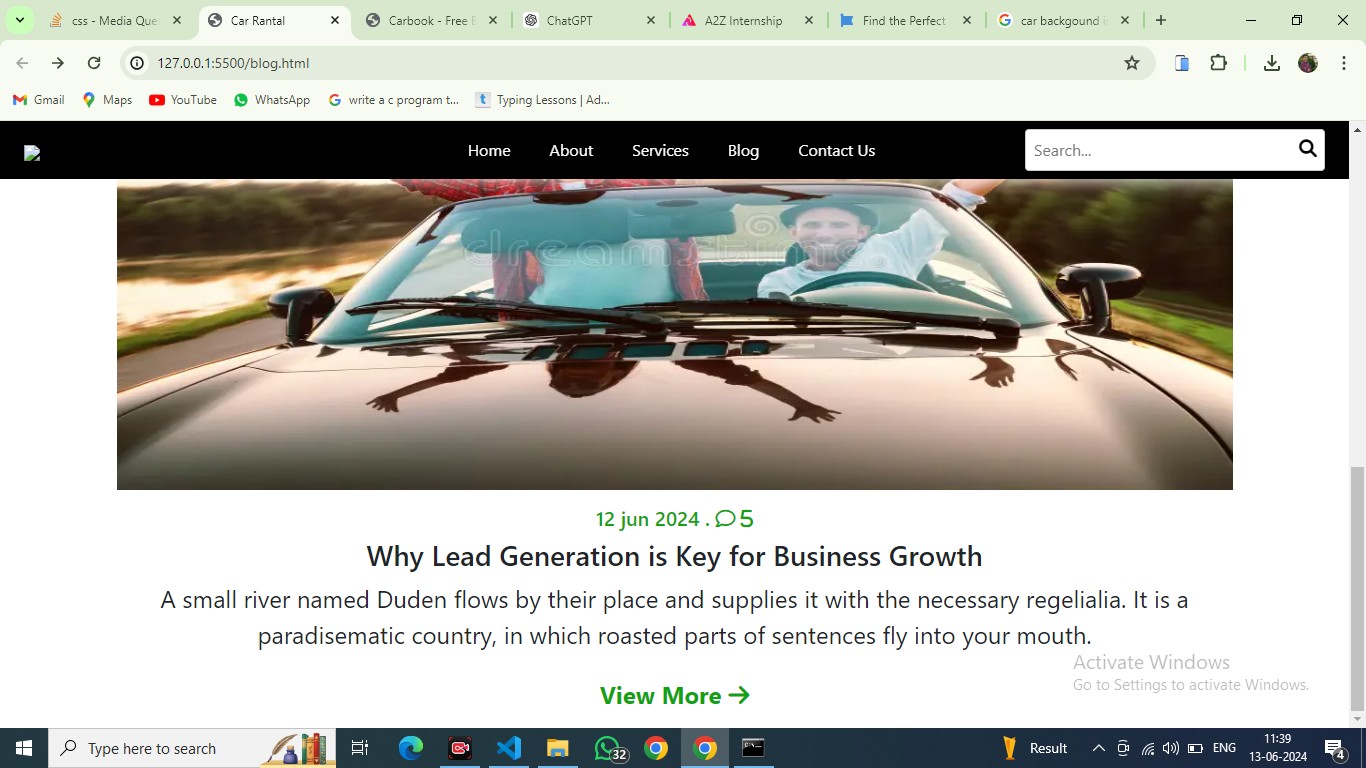 css - Media Que
Car Rantal
Carbook - Free B
ChatGPT
A2Z Internship
Find the Perfect
car backgound i
127.0.0.1:5500/blog.html
Gmail
Maps
YouTube
WhatsApp
write a c program t...
Typing Lessons | Ad...
Home
About
Services
Blog
Contact Us
Search...
dreamstime
12 jun 2024 . 5
Why Lead Generation is Key for Business Growth
A small river named Duden flows by their place and supplies it with the necessary regelialia. It is a
paradisematic country, in which roasted parts of sentences fly into your mouth.
Activate Windows
Go to Settings to activate Windows.
View More →
Type here to search
32
Result
ENG
11:39
13-06-2024
4